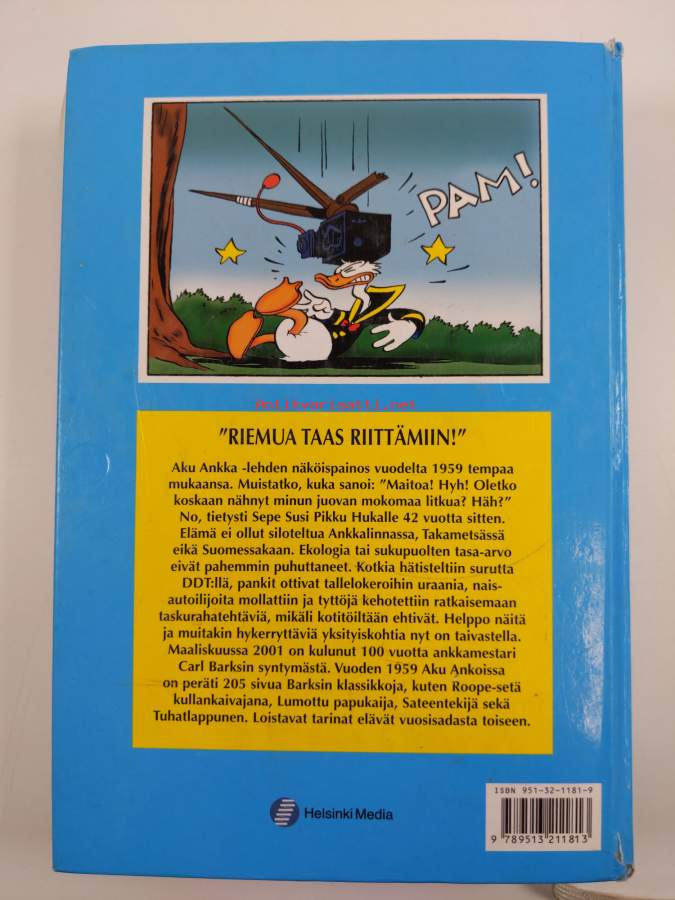 PAM!
Antikvariaatti.net
"RIEMUA TAAS RIITTÄMIIN!"
Aku Ankka -lehden näköispainos vuodelta 1959 tempaa
mukaansa. Muistatko, kuka sanoi: "Maitoa! Hyh! Oletko
koskaan nähnyt minun juovan mokomaa litkua? Häh?"
No, tietysti Sepe Susi Pikku Hukalle 42 vuotta sitten.
Elämä ei ollut siloteltua Ankkalinnassa, Takametsässä
eikä Suomessakaan. Ekologia tai sukupuolten tasa-arvo
eivät pahemmin puhuttaneet. Kotkia hätisteltiin surutta
DDT:llä, pankit ottivat tallelokeroihin uraania, nais-
autoilijoita mollattiin ja tyttöjä kehotettiin ratkaisemaan
taskurahatehtäviä, mikäli kotitöiltään ehtivät. Helppo näitä
ja muitakin hykerryttäviä yksityiskohtia nyt on taivastella.
Maaliskuussa 2001 on kulunut 100 vuotta ankkamestari
Carl Barksin syntymästä. Vuoden 1959 Aku Ankoissa
on peräti 205 sivua Barksin klassikkoja, kuten Roope-setä
kullankaivajana, Lumottu papukaija, Sateentekijä sekä
Tuhatlappunen. Loistavat tarinat elävät vuosisadasta toiseen.
Helsinki Media
ISBN 951-32-1181-9
9 789513 211813